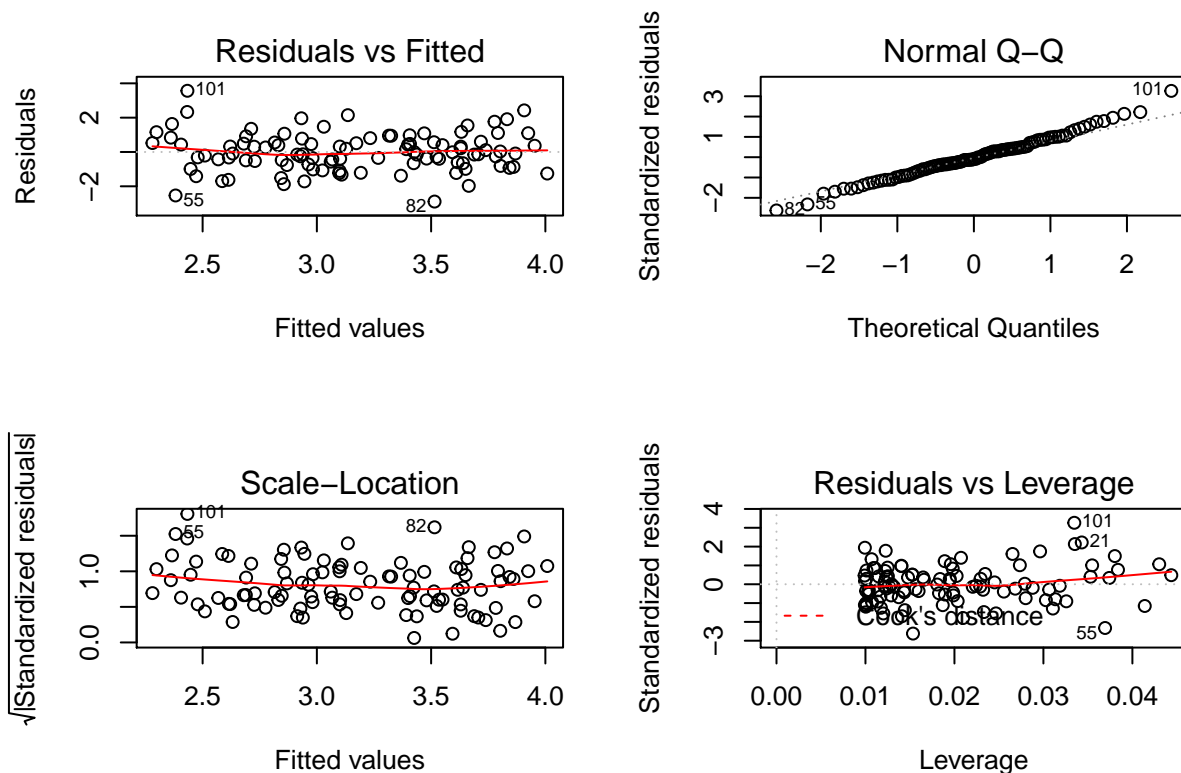 Residuals vs Fitted
Residuals
2
−2
101
55
82
2.5 3.0 3.5 4.0
Fitted values
Normal Q−Q
Standardized residuals
3
1
−2
101
82
55
−2 −1 0 1 2
Theoretical Quantiles
Scale−Location
√|Standardized residuals|
1.0
0.0
101
55
82
2.5 3.0 3.5 4.0
Fitted values
Residuals vs Leverage
Standardized residuals
4
2
0
−3
101
21
Cook's distance
55
0.00 0.01 0.02 0.03 0.04
Leverage